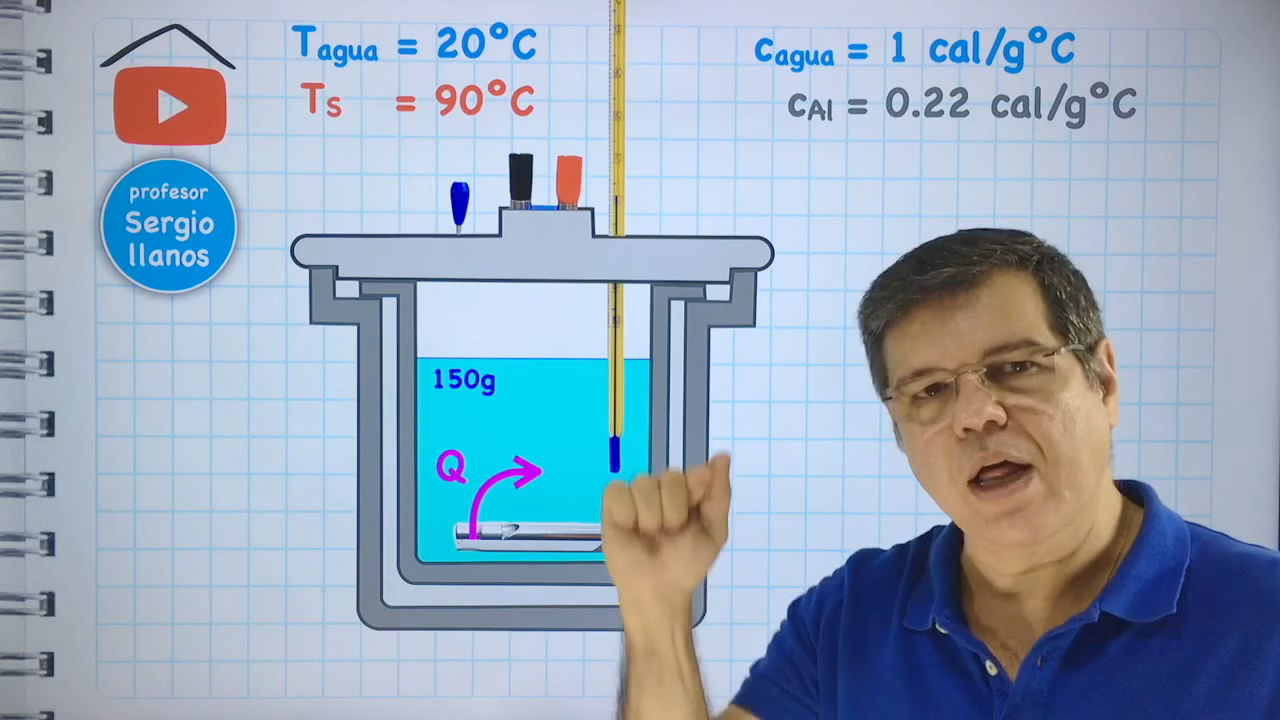 Tagua = 20°C
Ts = 90°C
cagua = 1 cal/g°C
cAl = 0.22 cal/g°C
profesor
Sergio
llanos
150g
Q